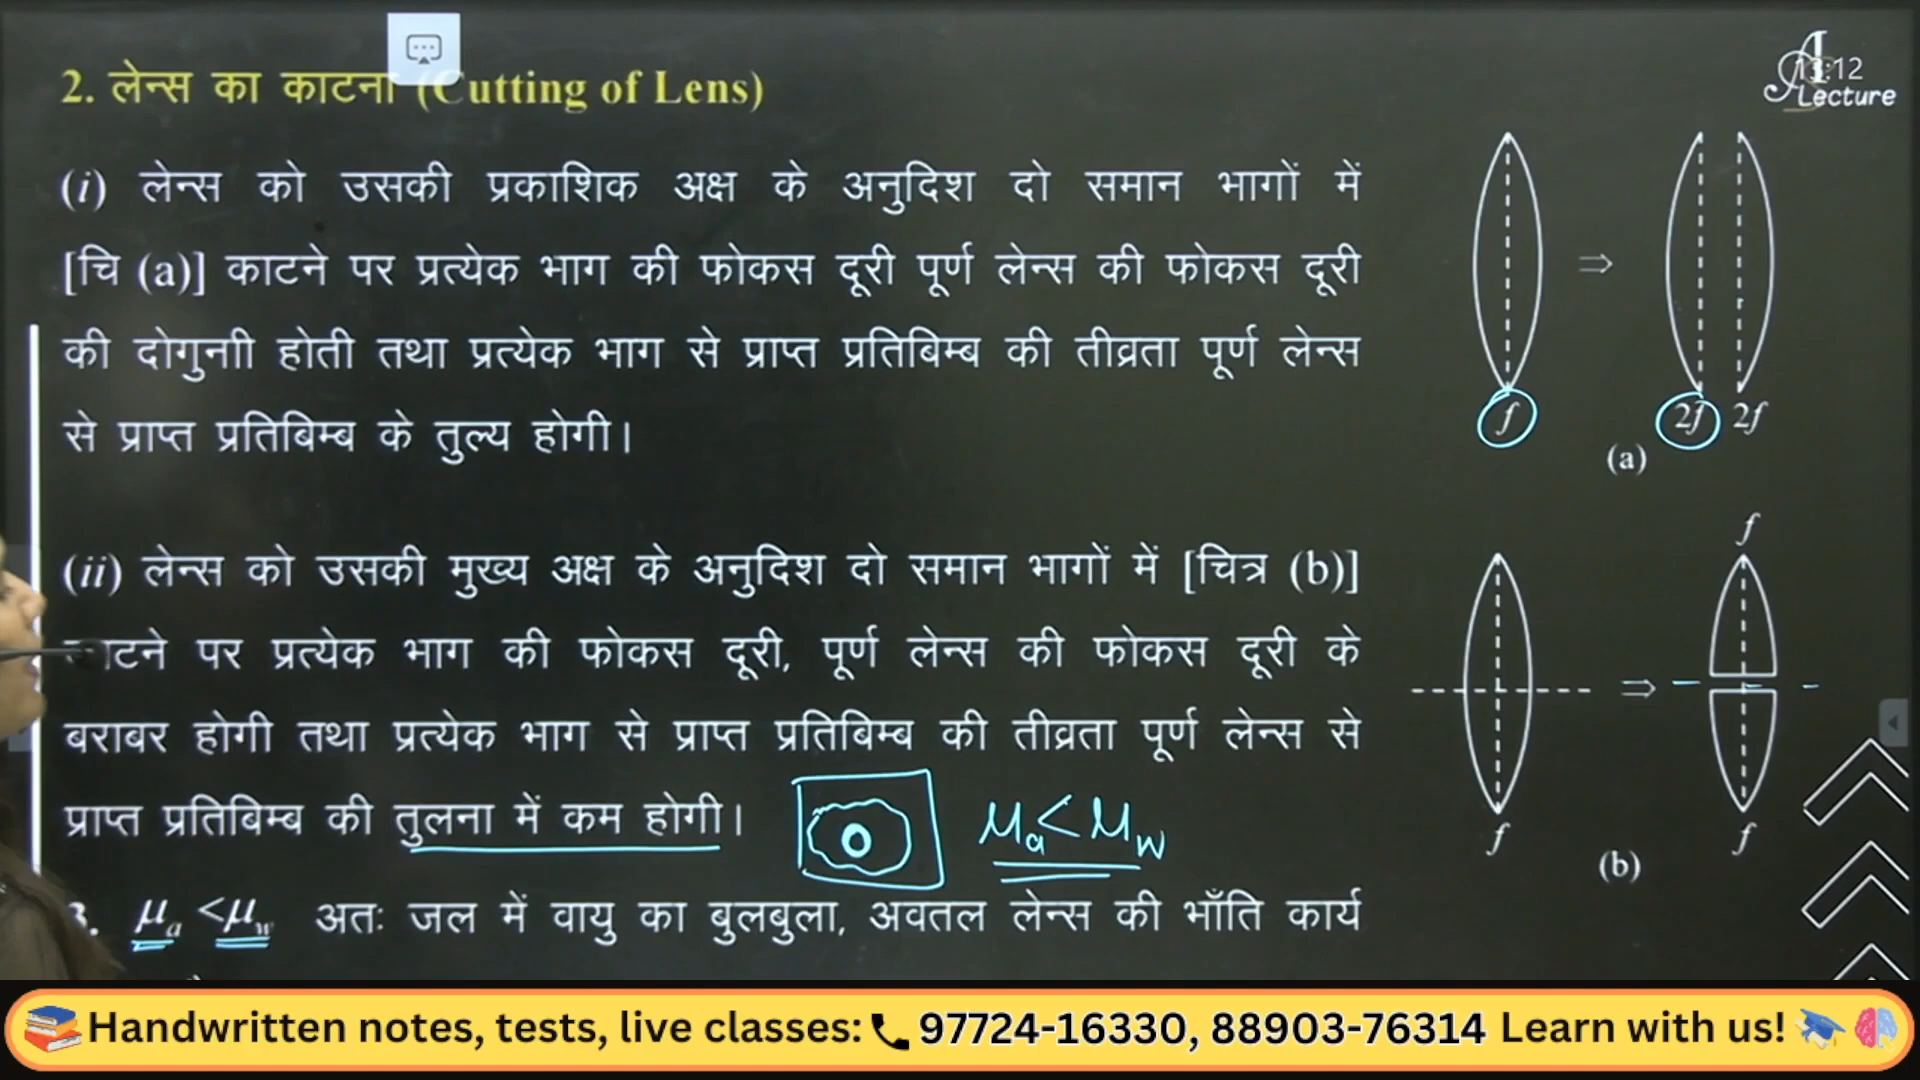 2. लेन्स का काटना (Cutting of Lens)
13:12
Lecture
(i) लेन्स को उसकी प्रकाशिक अक्ष के अनुदिश दो समान भागों में
[चि (a)] काटने पर प्रत्येक भाग की फोकस दूरी पूर्ण लेन्स की फोकस दूरी
की दोगुनाी होती तथा प्रत्येक भाग से प्राप्त प्रतिबिम्ब की तीव्रता पूर्ण लेन्स
से प्राप्त प्रतिबिम्ब के तुल्य होगी।
⇒
f 2f 2f
(a)
(ii) लेन्स को उसकी मुख्य अक्ष के अनुदिश दो समान भागों में [चित्र (b)]
काटने पर प्रत्येक भाग की फोकस दूरी, पूर्ण लेन्स की फोकस दूरी के
बराबर होगी तथा प्रत्येक भाग से प्राप्त प्रतिबिम्ब की तीव्रता पूर्ण लेन्स से
प्राप्त प्रतिबिम्ब की तुलना में कम होगी।
μa < μw
f
⇒
f f
(b)
3. μa <μw अतः जल में वायु का बुलबुला, अवतल लेन्स की भाँति कार्य
Handwritten notes, tests, live classes: 97724-16330, 88903-76314 Learn with us!